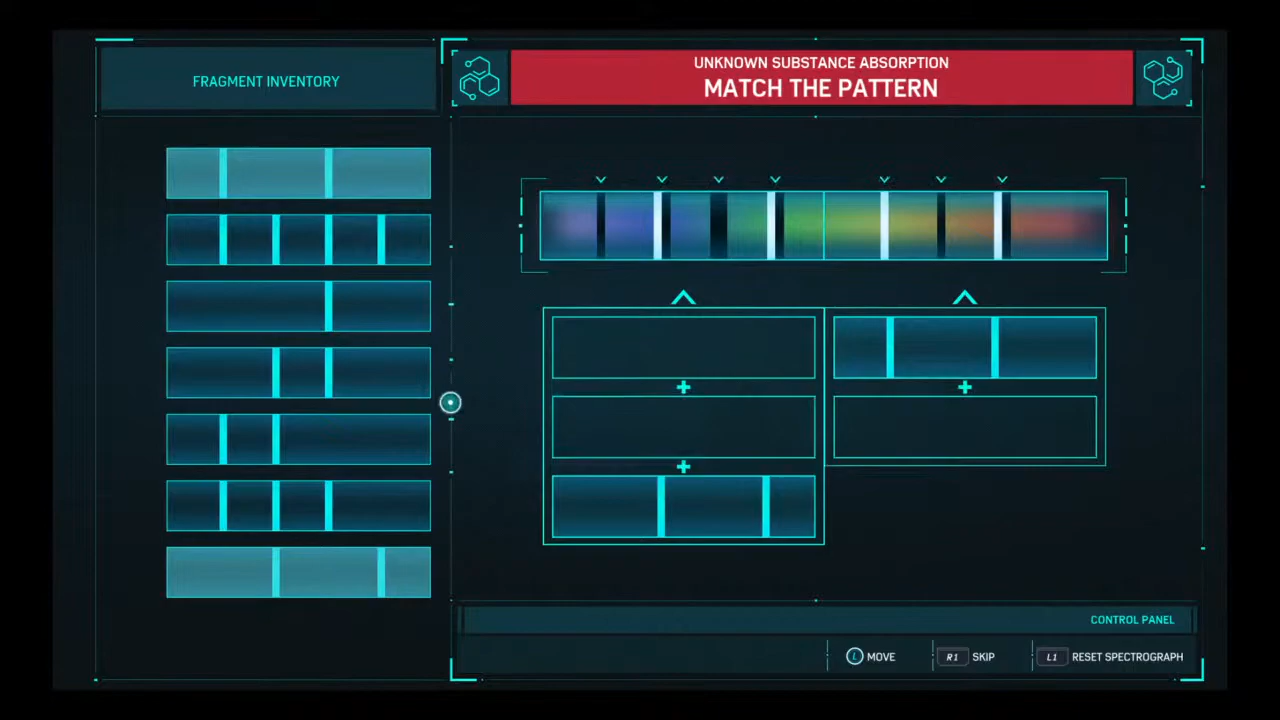 FRAGMENT INVENTORY
UNKNOWN SUBSTANCE ABSORPTION
MATCH THE PATTERN
CONTROL PANEL
L MOVE
R1 SKIP
L1 RESET SPECTROGRAPH